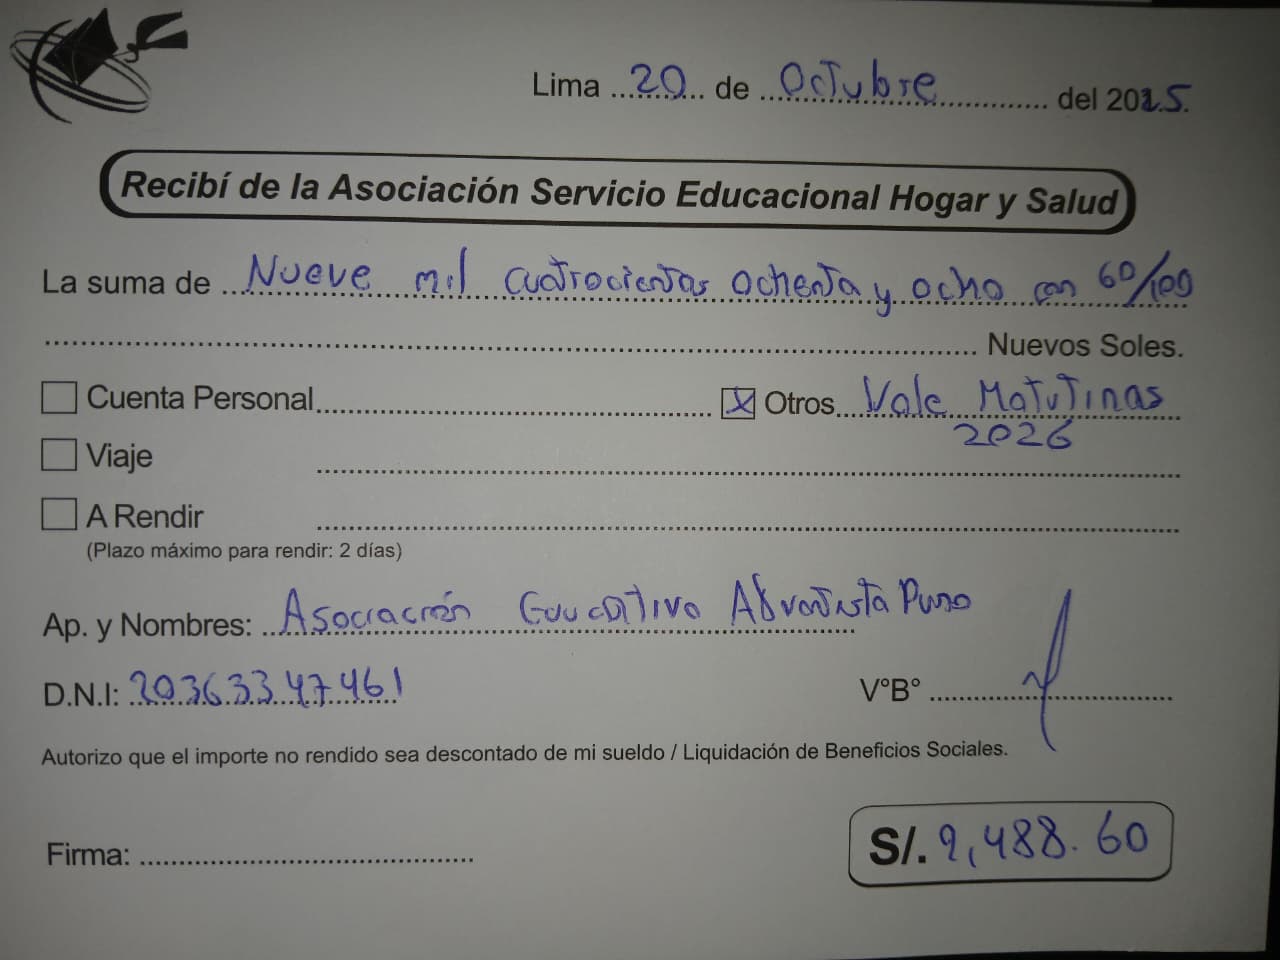 Lima 20 de Octubre del 2025.
Recibí de la Asociación Servicio Educacional Hogar y Salud
La suma de Nueve mil cuatrocientos ochenta y ocho con 60/100
Nuevos Soles.
Cuenta Personal
X Otros Vale Matutinas
2026
Viaje
A Rendir
(Plazo máximo para rendir: 2 días)
Ap. y Nombres: Asociación Educativa Adventista Puno
D.N.I: 20363347461
V°B°
Autorizo que el importe no rendido sea descontado de mi sueldo / Liquidación de Beneficios Sociales.
Firma:
S/. 9,488.60